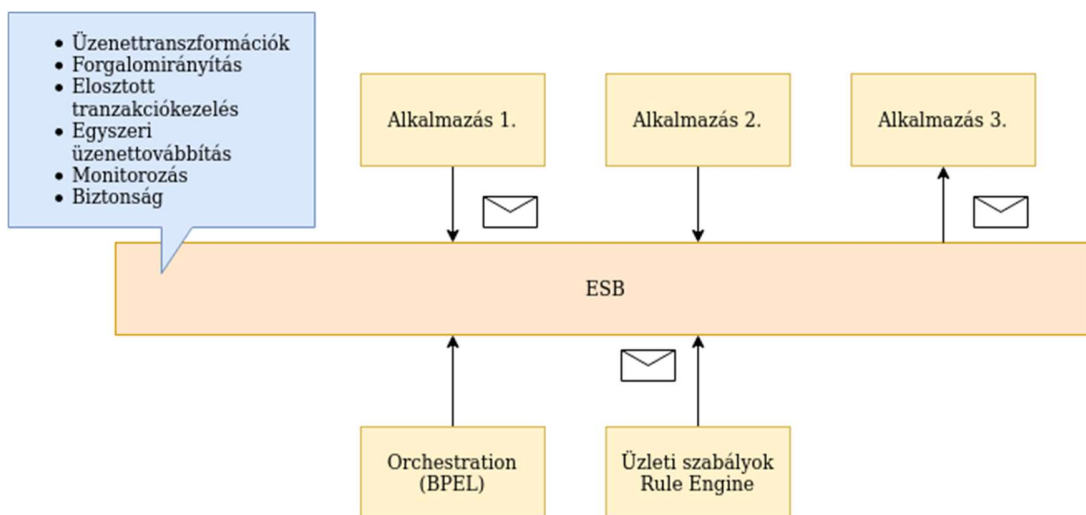 • Üzenettranszformációk
• Forgalomirányítás
• Elosztott
tranzakciókezelés
• Egyszeri
üzenettovábbítás
• Monitorozás
• Biztonság
Alkalmazás 1.
Alkalmazás 2.
Alkalmazás 3.
ESB
Orchestration
(BPEL)
Üzleti szabályok
Rule Engine